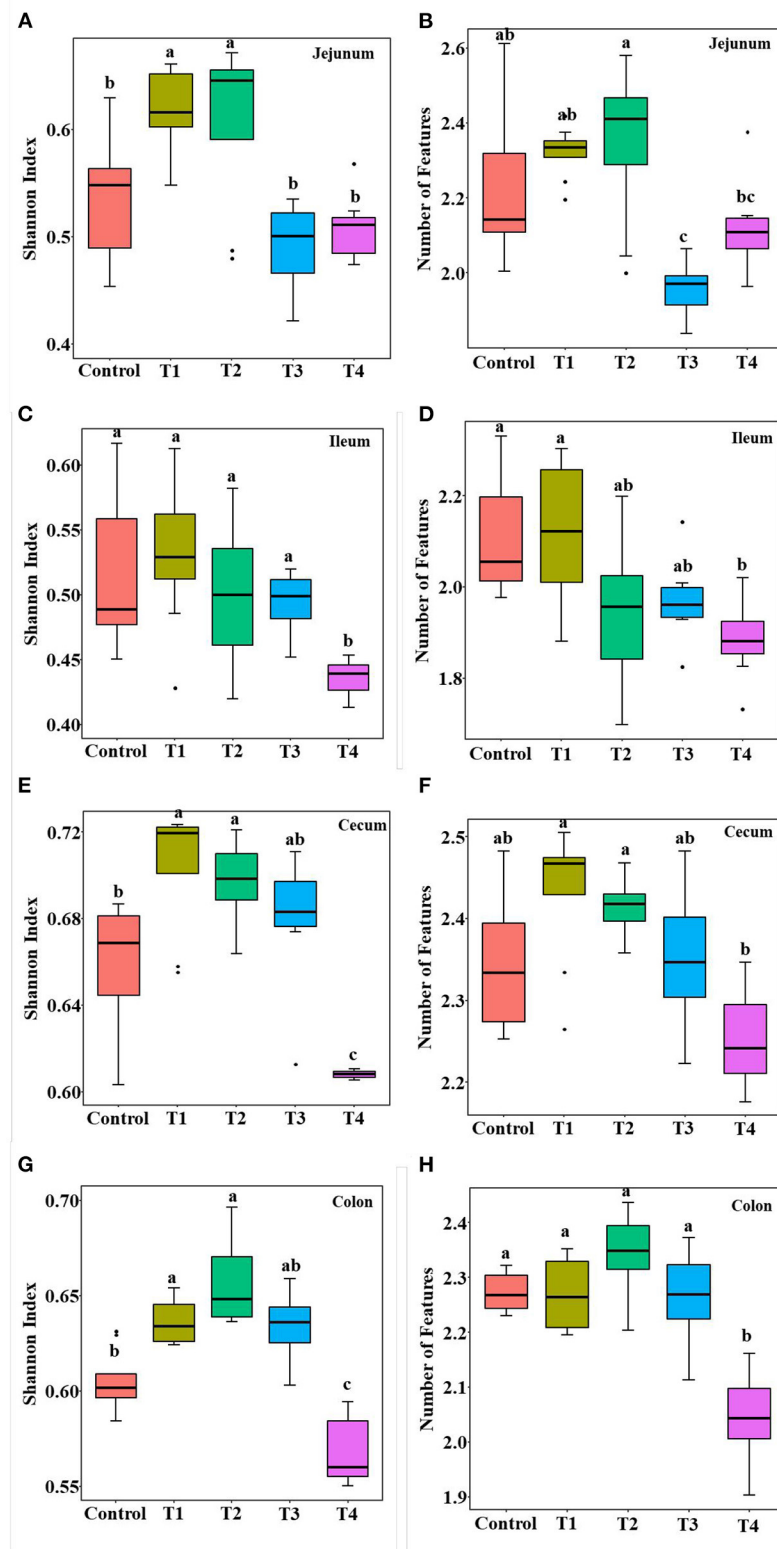 A
B
a
a
Jejunum
b
b
b
0.6
0.5
0.4
Shannon Index
Control T1 T2 T3 T4
ab
a
Jejunum
ab
c
bc
2.6
2.4
2.2
2.0
Number of Features
Control T1 T2 T3 T4
C
D
a
a
Ileum
a
a
b
0.60
0.55
0.50
0.45
0.40
Shannon Index
Control T1 T2 T3 T4
a
a
Ileum
ab
ab
b
2.2
2.0
1.8
Number of Features
Control T1 T2 T3 T4
E
F
a
a
Cecum
ab
b
c
0.72
0.68
0.64
0.60
Shannon Index
Control T1 T2 T3 T4
ab
a
a
ab
Cecum
b
2.5
2.4
2.3
2.2
Number of Features
Control T1 T2 T3 T4
G
H
a
Colon
a
ab
b
c
0.70
0.65
0.60
0.55
Shannon Index
Control T1 T2 T3 T4
a
Colon
a
a
a
b
2.4
2.3
2.2
2.1
2.0
1.9
Number of Features
Control T1 T2 T3 T4